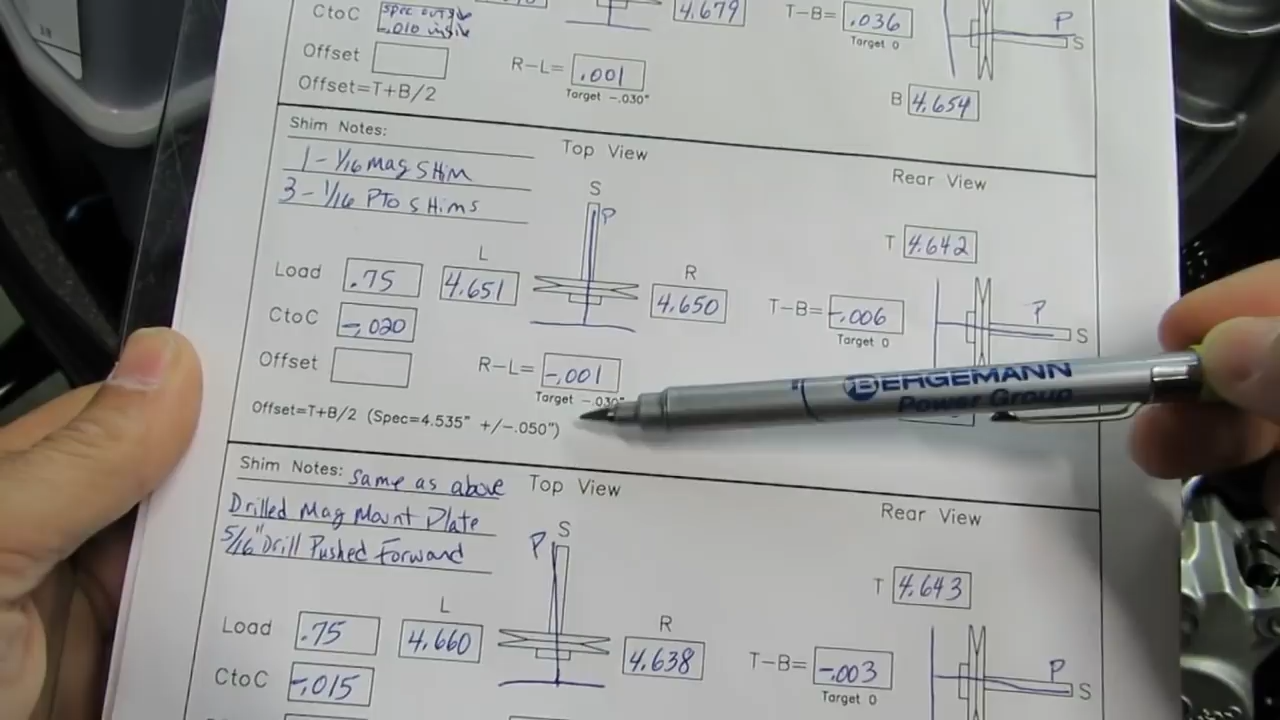 4.679
T-B= .036
Target 0
P
S
CtoC spec outside
-.010 inside
Offset
R-L= .001
Target -.030"
Offset=T+B/2
B 4.654
Shim Notes:
Top View
Rear View
1 - 1/16 mag SHim
3 - 1/16 PTO SHims
S
P
T 4.642
L
R
Load .75 4.651 4.650
CtoC -.020
T-B= -.006
Target 0
P
S
Offset
R-L= -.001
Target -.030"
Offset=T+B/2 (Spec=4.535" +/-.050")
BERGEMANN
Power Group
Shim Notes: Same as above
Top View
Rear View
Drilled Mag Mount Plate
5/16" Drill Pushed Forward
S
P
T 4.643
L
R
Load .75 4.660 4.638
T-B= -.003
Target 0
P
S
CtoC -.015